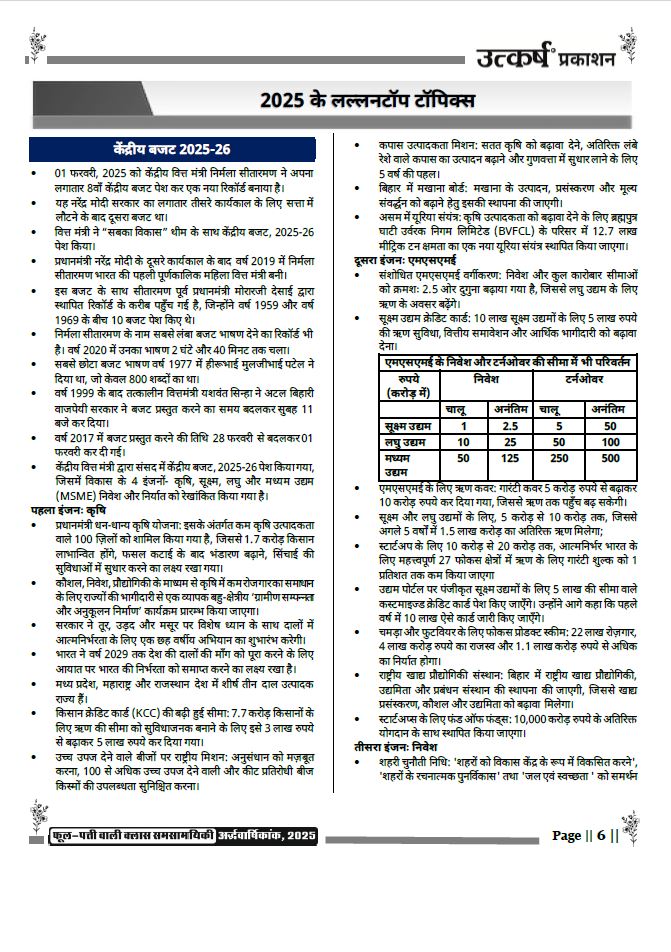 उत्कर्ष प्रकाशन
2025 के लल्लनटॉप टॉपिक्स
केंद्रीय बजट 2025-26
• 01 फरवरी, 2025 को केंद्रीय वित्त मंत्री निर्मला सीतारमण ने अपना
लगातार 8वाँ केंद्रीय बजट पेश कर एक नया रिकॉर्ड बनाया है।
• यह नरेंद्र मोदी सरकार का लगातार तीसरे कार्यकाल के लिए सत्ता में
लौटने के बाद दूसरा बजट था।
• वित्त मंत्री ने “सबका विकास” थीम के साथ केंद्रीय बजट, 2025-26
पेश किया।
• प्रधानमंत्री नरेंद्र मोदी के दूसरे कार्यकाल के बाद वर्ष 2019 में निर्मला
सीतारमण भारत की पहली पूर्णकालिक महिला वित्त मंत्री बनी।
• इस बजट के साथ सीतारमण पूर्व प्रधानमंत्री मोरारजी देसाई द्वारा
स्थापित रिकॉर्ड के करीब पहुँच गई है, जिन्होंने वर्ष 1959 और वर्ष
1969 के बीच 10 बजट पेश किए थे।
• निर्मला सीतारमण के नाम सबसे लंबा बजट भाषण देने का रिकॉर्ड भी
है। वर्ष 2020 में उनका भाषण 2 घंटे और 40 मिनट तक चला।
• सबसे छोटा बजट भाषण वर्ष 1977 में हीरूभाई मुलजीभाई पटेल ने
दिया था, जो केवल 800 शब्दों का था।
• वर्ष 1999 के बाद तत्कालीन वित्तमंत्री यशवंत सिन्हा ने अटल बिहारी
वाजपेयी सरकार ने बजट प्रस्तुत करने का समय बदलकर सुबह 11
बजे कर दिया।
• वर्ष 2017 में बजट प्रस्तुत करने की तिथि 28 फरवरी से बदलकर 01
फरवरी कर दी गई।
• केंद्रीय वित्त मंत्री द्वारा संसद में केंद्रीय बजट, 2025-26 पेश किया गया,
जिसमें विकास के 4 इंजनों- कृषि, सूक्ष्म, लघु और मध्यम उद्यम
(MSME) निवेश और निर्यात को रेखांकित किया गया है।
पहला इंजन: कृषि
• प्रधानमंत्री धन-धान्य कृषि योजना: इसके अंतर्गत कम कृषि उत्पादकता
वाले 100 ज़िलों को शामिल किया गया है, जिससे 1.7 करोड़ किसान
लाभान्वित होंगे, फसल कटाई के बाद भंडारण बढ़ाने, सिंचाई की
सुविधाओं में सुधार करने का लक्ष्य रखा गया।
• कौशल, निवेश, प्रौद्योगिकी के माध्यम से कृषि में कम रोजगार का समाधान
के लिए राज्यों की भागीदारी से एक व्यापक बहु-क्षेत्रीय ‘ग्रामीण सम्पन्नता
और अनुकूलन निर्माण’ कार्यक्रम प्रारम्भ किया जाएगा।
• सरकार ने तूर, उड़द और मसूर पर विशेष ध्यान के साथ दालों में
आत्मनिर्भरता के लिए एक छह वर्षीय अभियान का शुभारंभ करेगी।
• भारत ने वर्ष 2029 तक देश की दालों की माँग को पूरा करने के लिए
आयात पर भारत की निर्भरता को समाप्त करने का लक्ष्य रखा है।
• मध्य प्रदेश, महाराष्ट्र और राजस्थान देश में शीर्ष तीन दाल उत्पादक
राज्य हैं।
• किसान क्रेडिट कार्ड (KCC) की बढ़ी हुई सीमा: 7.7 करोड़ किसानों के
लिए ऋण की सीमा को सुविधाजनक बनाने के लिए इसे 3 लाख रुपये
से बढ़ाकर 5 लाख रुपये कर दिया गया।
• उच्च उपज देने वाले बीजों पर राष्ट्रीय मिशन: अनुसंधान को मज़बूत
करना, 100 से अधिक उच्च उपज देने वाली और कीट प्रतिरोधी बीज
किस्मों की उपलब्धता सुनिश्चित करना।
• कपास उत्पादकता मिशन: सतत कृषि को बढ़ावा देने, अतिरिक्त लंबे
रेशे वाले कपास का उत्पादन बढ़ाने और गुणवत्ता में सुधार लाने के लिए
5 वर्ष की पहल।
• बिहार में मखाना बोर्ड: मखाना के उत्पादन, प्रसंस्करण और मूल्य
संवर्द्धन को बढ़ाने हेतु इसकी स्थापना की जाएगी।
• असम में यूरिया संयंत्र: कृषि उत्पादकता को बढ़ावा देने के लिए ब्रह्मपुत्र
घाटी उर्वरक निगम लिमिटेड (BVFCL) के परिसर में 12.7 लाख
मीट्रिक टन क्षमता का एक नया यूरिया संयंत्र स्थापित किया जाएगा।
दूसरा इंजन: एमएसएमई
• संशोधित एमएसएमई वर्गीकरण: निवेश और कुल कारोबार सीमाओं
को क्रमशः 2.5 ओर दुगुना बढ़ाया गया है, जिससे लघु उद्यम के लिए
ऋण के अवसर बढ़ेंगे।
• सूक्ष्म उद्यम क्रेडिट कार्ड: 10 लाख सूक्ष्म उद्यमों के लिए 5 लाख रुपये
की ऋण सुविधा, वित्तीय समावेशन और आर्थिक भागीदारी को बढ़ावा
देना।
एमएसएमई के निवेश और टर्नओवर की सीमा में भी परिवर्तन
रुपये (करोड़ में) निवेश टर्नओवर
चालू अनंतिम चालू अनंतिम
सूक्ष्म उद्यम 1 2.5 5 50
लघु उद्यम 10 25 50 100
मध्यम उद्यम 50 125 250 500
• एमएसएमई के लिए ऋण कवर: गारंटी कवर 5 करोड़ रुपये से बढ़ाकर
10 करोड़ रुपये कर दिया गया, जिससे ऋण तक पहुँच बढ़ सकेगी।
• सूक्ष्म और लघु उद्यमों के लिए, 5 करोड़ से 10 करोड़ तक, जिससे
अगले 5 वर्षों में 1.5 लाख करोड़ का अतिरिक्त ऋण मिलेगा;
• स्टार्टअप के लिए 10 करोड़ से 20 करोड़ तक, आत्मनिर्भर भारत के
लिए महत्त्वपूर्ण 27 फोकस क्षेत्रों में ऋण के लिए गारंटी शुल्क को 1
प्रतिशत तक कम किया जाएगा
• उद्यम पोर्टल पर पंजीकृत सूक्ष्म उद्यमों के लिए 5 लाख की सीमा वाले
कस्टमाइज्ड क्रेडिट कार्ड पेश किए जाएँगे। उन्होंने आगे कहा कि पहले
वर्ष में 10 लाख ऐसे कार्ड जारी किए जाएँगे।
• चमड़ा और फुटवियर के लिए फोकस प्रोडक्ट स्कीम: 22 लाख रोज़गार,
4 लाख करोड़ रुपये का राजस्व और 1.1 लाख करोड़ रुपये से अधिक
का निर्यात होगा।
• राष्ट्रीय खाद्य प्रौद्योगिकी संस्थान: बिहार में राष्ट्रीय खाद्य प्रौद्योगिकी,
उद्यमिता और प्रबंधन संस्थान की स्थापना की जाएगी, जिससे खाद्य
प्रसंस्करण, कौशल और उद्यमिता को बढ़ावा मिलेगा।
• स्टार्टअप्स के लिए फंड ऑफ फंड्स: 10,000 करोड़ रुपये के अतिरिक्त
योगदान के साथ स्थापित किया जाएगा।
तीसरा इंजन: निवेश
• शहरी चुनौती निधि: 'शहरों को विकास केंद्र के रूप में विकसित करने',
'शहरों के रचनात्मक पुनर्विकास' तथा 'जल एवं स्वच्छता ' को समर्थन
फूल-पत्ती वाली क्लास समसामयिकी अर्द्धवार्षिकांक, 2025
Page || 6 ||